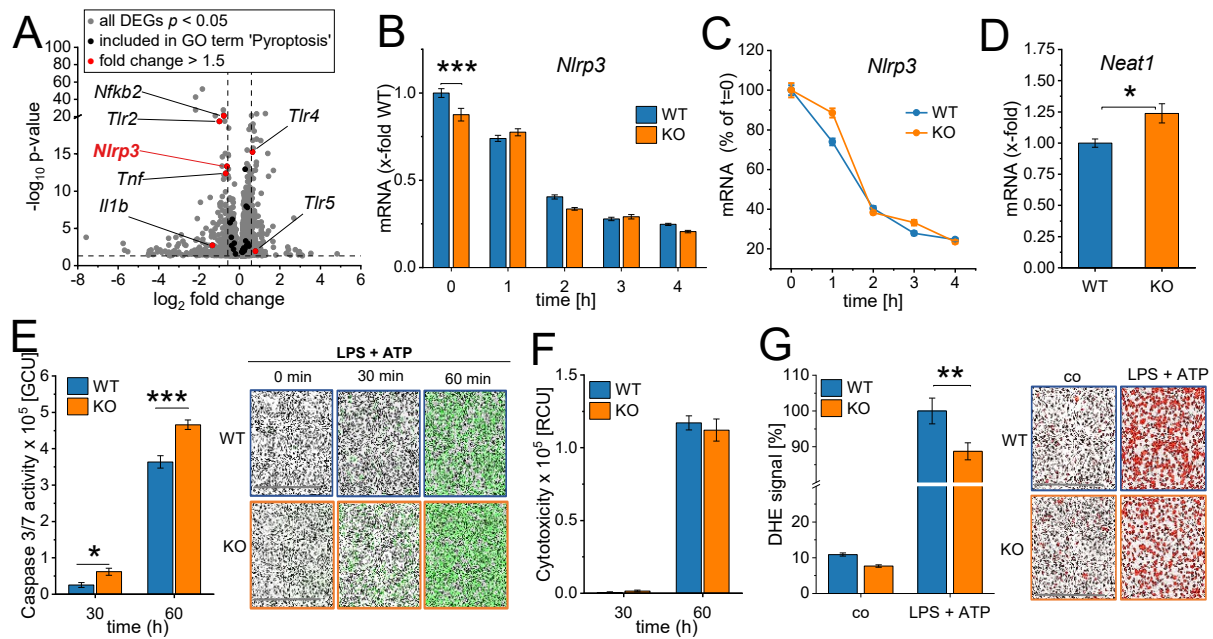 A
all DEGs p < 0.05
included in GO term 'Pyroptosis'
fold change > 1.5
100
80
60
40
20
15
10
5
0
-log10 p-value
Nfkb2
Tlr2
Nlrp3
Tnf
Il1b
Tlr4
Tlr5
-8 -6 -4 -2 0 2 4 6
log2 fold change
B
Nlrp3
***
WT
KO
mRNA (x-fold WT)
1.0
0.5
0.0
0 1 2 3 4
time [h]
C
Nlrp3
WT
KO
mRNA (% of t=0)
120
100
80
60
40
20
0 1 2 3 4
time [h]
D
Neat1
*
mRNA (x-fold)
1.75
1.50
1.25
1.00
0.75
0.50
0.25
0.00
WT KO
E
WT
KO
***
*
Caspase 3/7 activity x 10^5 [GCU]
6
5
4
3
2
1
0
30 60
time (h)
LPS + ATP
0 min 30 min 60 min
WT
KO
F
WT
KO
Cytotoxicity x 10^5 [RCU]
1.5
1.0
0.5
0.0
30 60
time (h)
G
WT
KO
**
DHE signal [%]
110
100
90
80
20
10
0
co LPS + ATP
co LPS + ATP
WT
KO